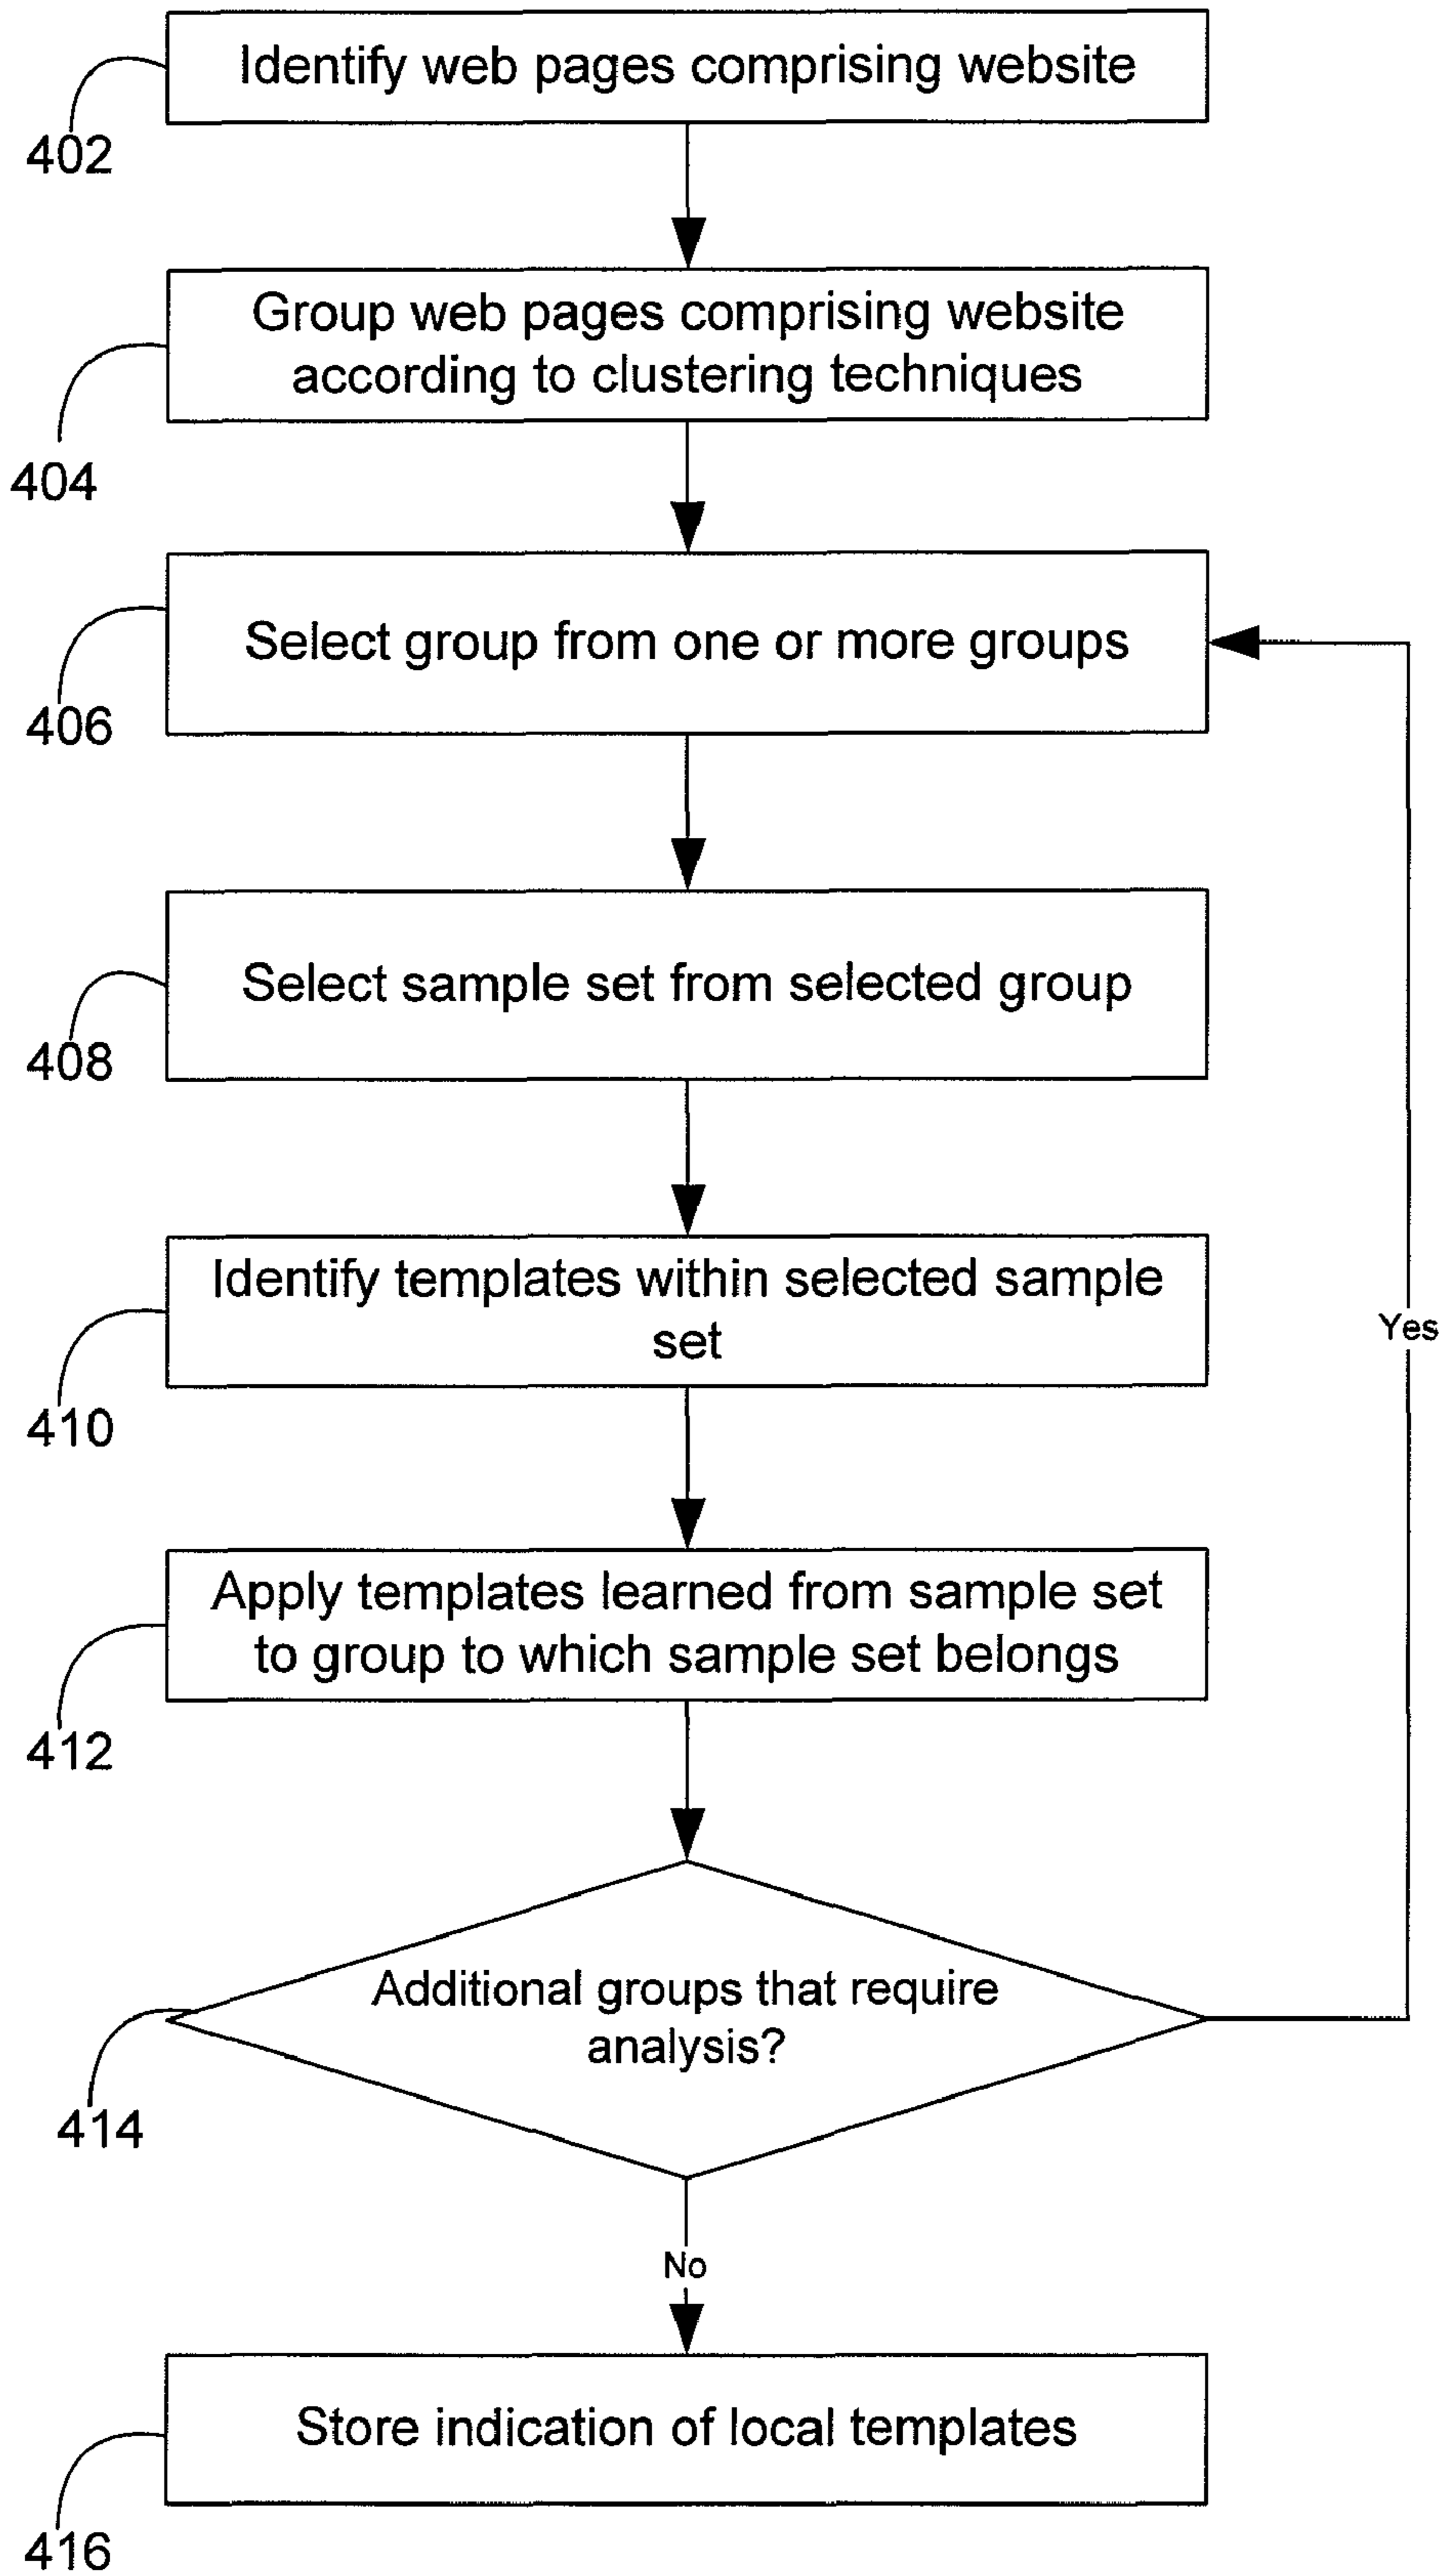 Identify web pages comprising website
402
Group web pages comprising website
according to clustering techniques
404
Select group from one or more groups
406
Select sample set from selected group
408
Identify templates within selected sample
set
410
Yes
Apply templates learned from sample set
to group to which sample set belongs
412
Additional groups that require
analysis?
414
No
Store indication of local templates
416